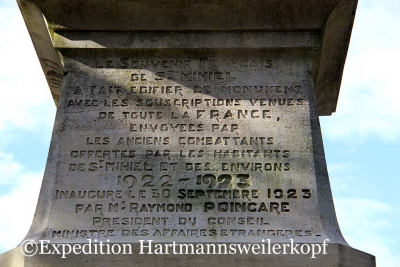 LE SOUVENIR FRANCAIS
DE ST MIHIEL
A FAIT EDIFIER CE MONUMENT
AVEC LES SOUSCRIPTIONS VENUES
DE TOUTE LA FRANCE,
ENVOYEES PAR
LES ANCIENS COMBATTANTS
OFFERTES PAR LES HABITANTS
DE ST MIHIEL ET DES ENVIRONS
1922-1923
INAUGURE LE 30 SEPTEMBRE 1923
PAR MR RAYMOND POINCARE
PRESIDENT DU CONSEIL
MINISTRE DES AFFAIRES ETRANGERES
©Expedition Hartmannsweilerkopf